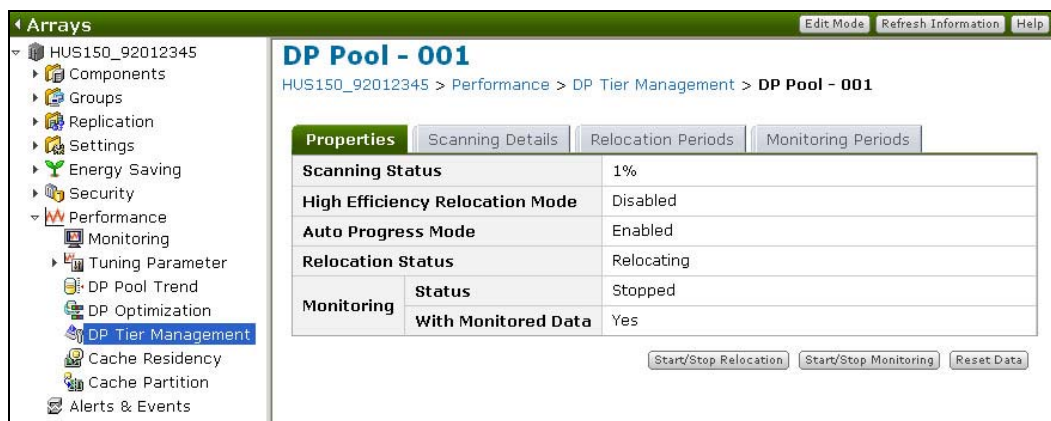 Arrays
Edit Mode Refresh Information Help
HUS150_92012345
Components
Groups
Replication
Settings
Energy Saving
Security
Performance
Monitoring
Tuning Parameter
DP Pool Trend
DP Optimization
DP Tier Management
Cache Residency
Cache Partition
Alerts & Events
DP Pool - 001
HUS150_92012345 > Performance > DP Tier Management > DP Pool - 001
Properties Scanning Details Relocation Periods Monitoring Periods
Scanning Status 1%
High Efficiency Relocation Mode Disabled
Auto Progress Mode Enabled
Relocation Status Relocating
Monitoring Status Stopped
With Monitored Data Yes
Start/Stop Relocation Start/Stop Monitoring Reset Data